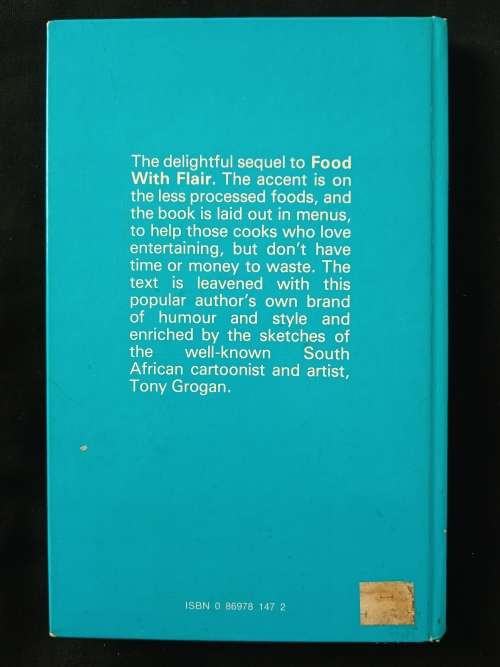 The delightful sequel to Food
With Flair. The accent is on
the less processed foods, and
the book is laid out in menus,
to help those cooks who love
entertaining, but don't have
time or money to waste. The
text is leavened with this
popular author's own brand
of humour and style and
enriched by the sketches of
the well-known South
African cartoonist and artist,
Tony Grogan.
ISBN 0 86978 147 2